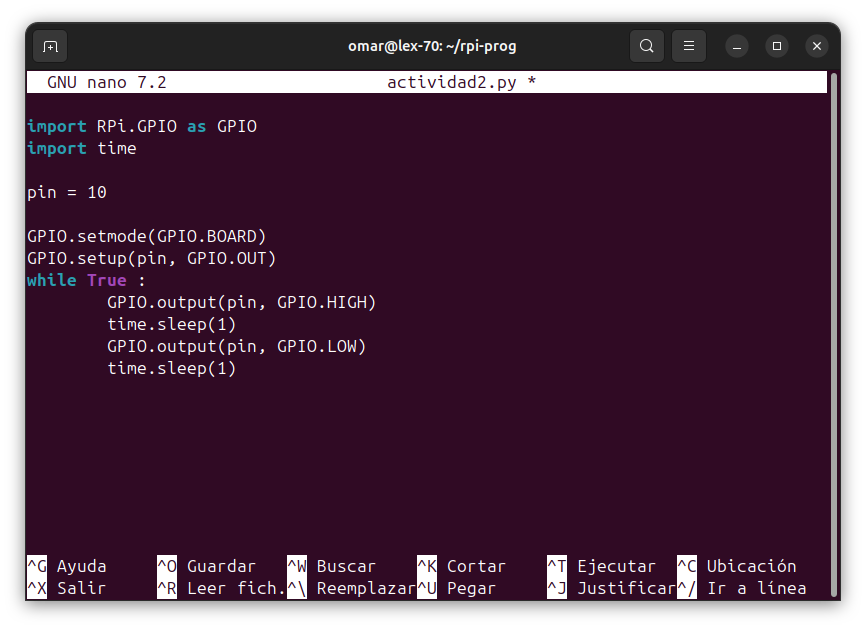 omar@lex-70: ~/rpi-prog
GNU nano 7.2 actividad2.py *
import RPi.GPIO as GPIO
import time
pin = 10
GPIO.setmode(GPIO.BOARD)
GPIO.setup(pin, GPIO.OUT)
while True :
        GPIO.output(pin, GPIO.HIGH)
        time.sleep(1)
        GPIO.output(pin, GPIO.LOW)
        time.sleep(1)
^G Ayuda ^O Guardar ^W Buscar ^K Cortar ^T Ejecutar ^C Ubicación
^X Salir ^R Leer fich. ^\ Reemplazar ^U Pegar ^J Justificar ^/ Ir a línea